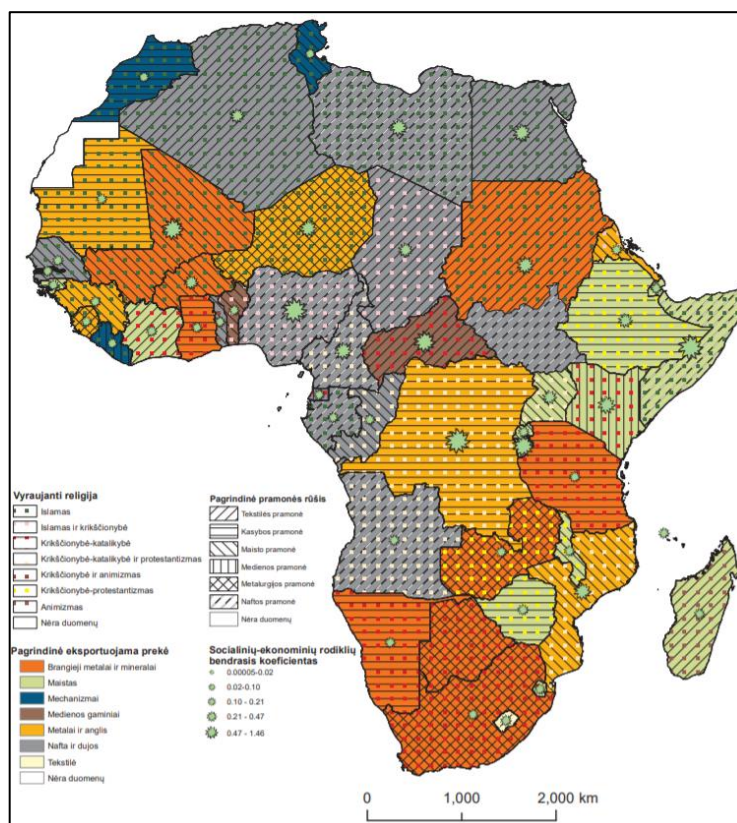 Vyraujanti religija
Islamas
Islamas ir krikščionybė
Krikščionybė-katalikybė
Krikščionybė-katalikybė ir protestantizmas
Krikščionybė ir animizmas
Krikščionybė-protestantizmas
Animizmas
Nėra duomenų
Pagrindinė pramonės rūšis
Tekstilės pramonė
Kasybos pramonė
Maisto pramonė
Medienos pramonė
Metalurgijos pramonė
Naftos pramonė
Nėra duomenų
Pagrindinė eksportuojama prekė
Brangieji metalai ir mineralai
Maistas
Mechanizmai
Medienos gaminiai
Metalai ir anglis
Nafta ir dujos
Tekstilė
Nėra duomenų
Socialinių-ekonominių rodiklių
bendrasis koeficientas
0.00005-0.02
0.02-0.10
0.10 - 0.21
0.21 - 0.47
0.47 - 1.46
0 1,000 2,000 km